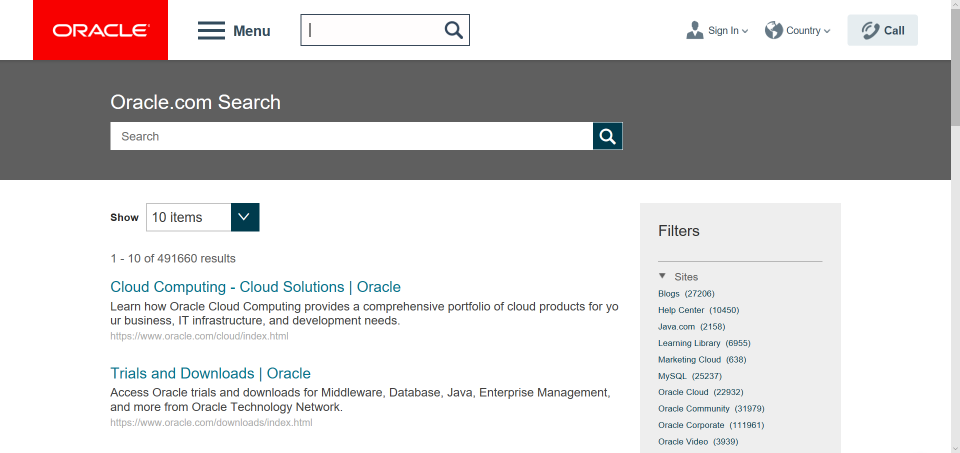 ORACLE
Menu
Sign In
Country
Call
Oracle.com Search
Search
Show
10 items
1 - 10 of 491660 results
Cloud Computing - Cloud Solutions | Oracle
Learn how Oracle Cloud Computing provides a comprehensive portfolio of cloud products for yo
ur business, IT infrastructure, and development needs.
https://www.oracle.com/cloud/index.html
Trials and Downloads | Oracle
Access Oracle trials and downloads for Middleware, Database, Java, Enterprise Management,
and more from Oracle Technology Network.
https://www.oracle.com/downloads/index.html
Filters
Sites
Blogs (27206)
Help Center (10450)
Java.com (2158)
Learning Library (6955)
Marketing Cloud (638)
MySQL (25237)
Oracle Cloud (22932)
Oracle Community (31979)
Oracle Corporate (111961)
Oracle Video (3939)